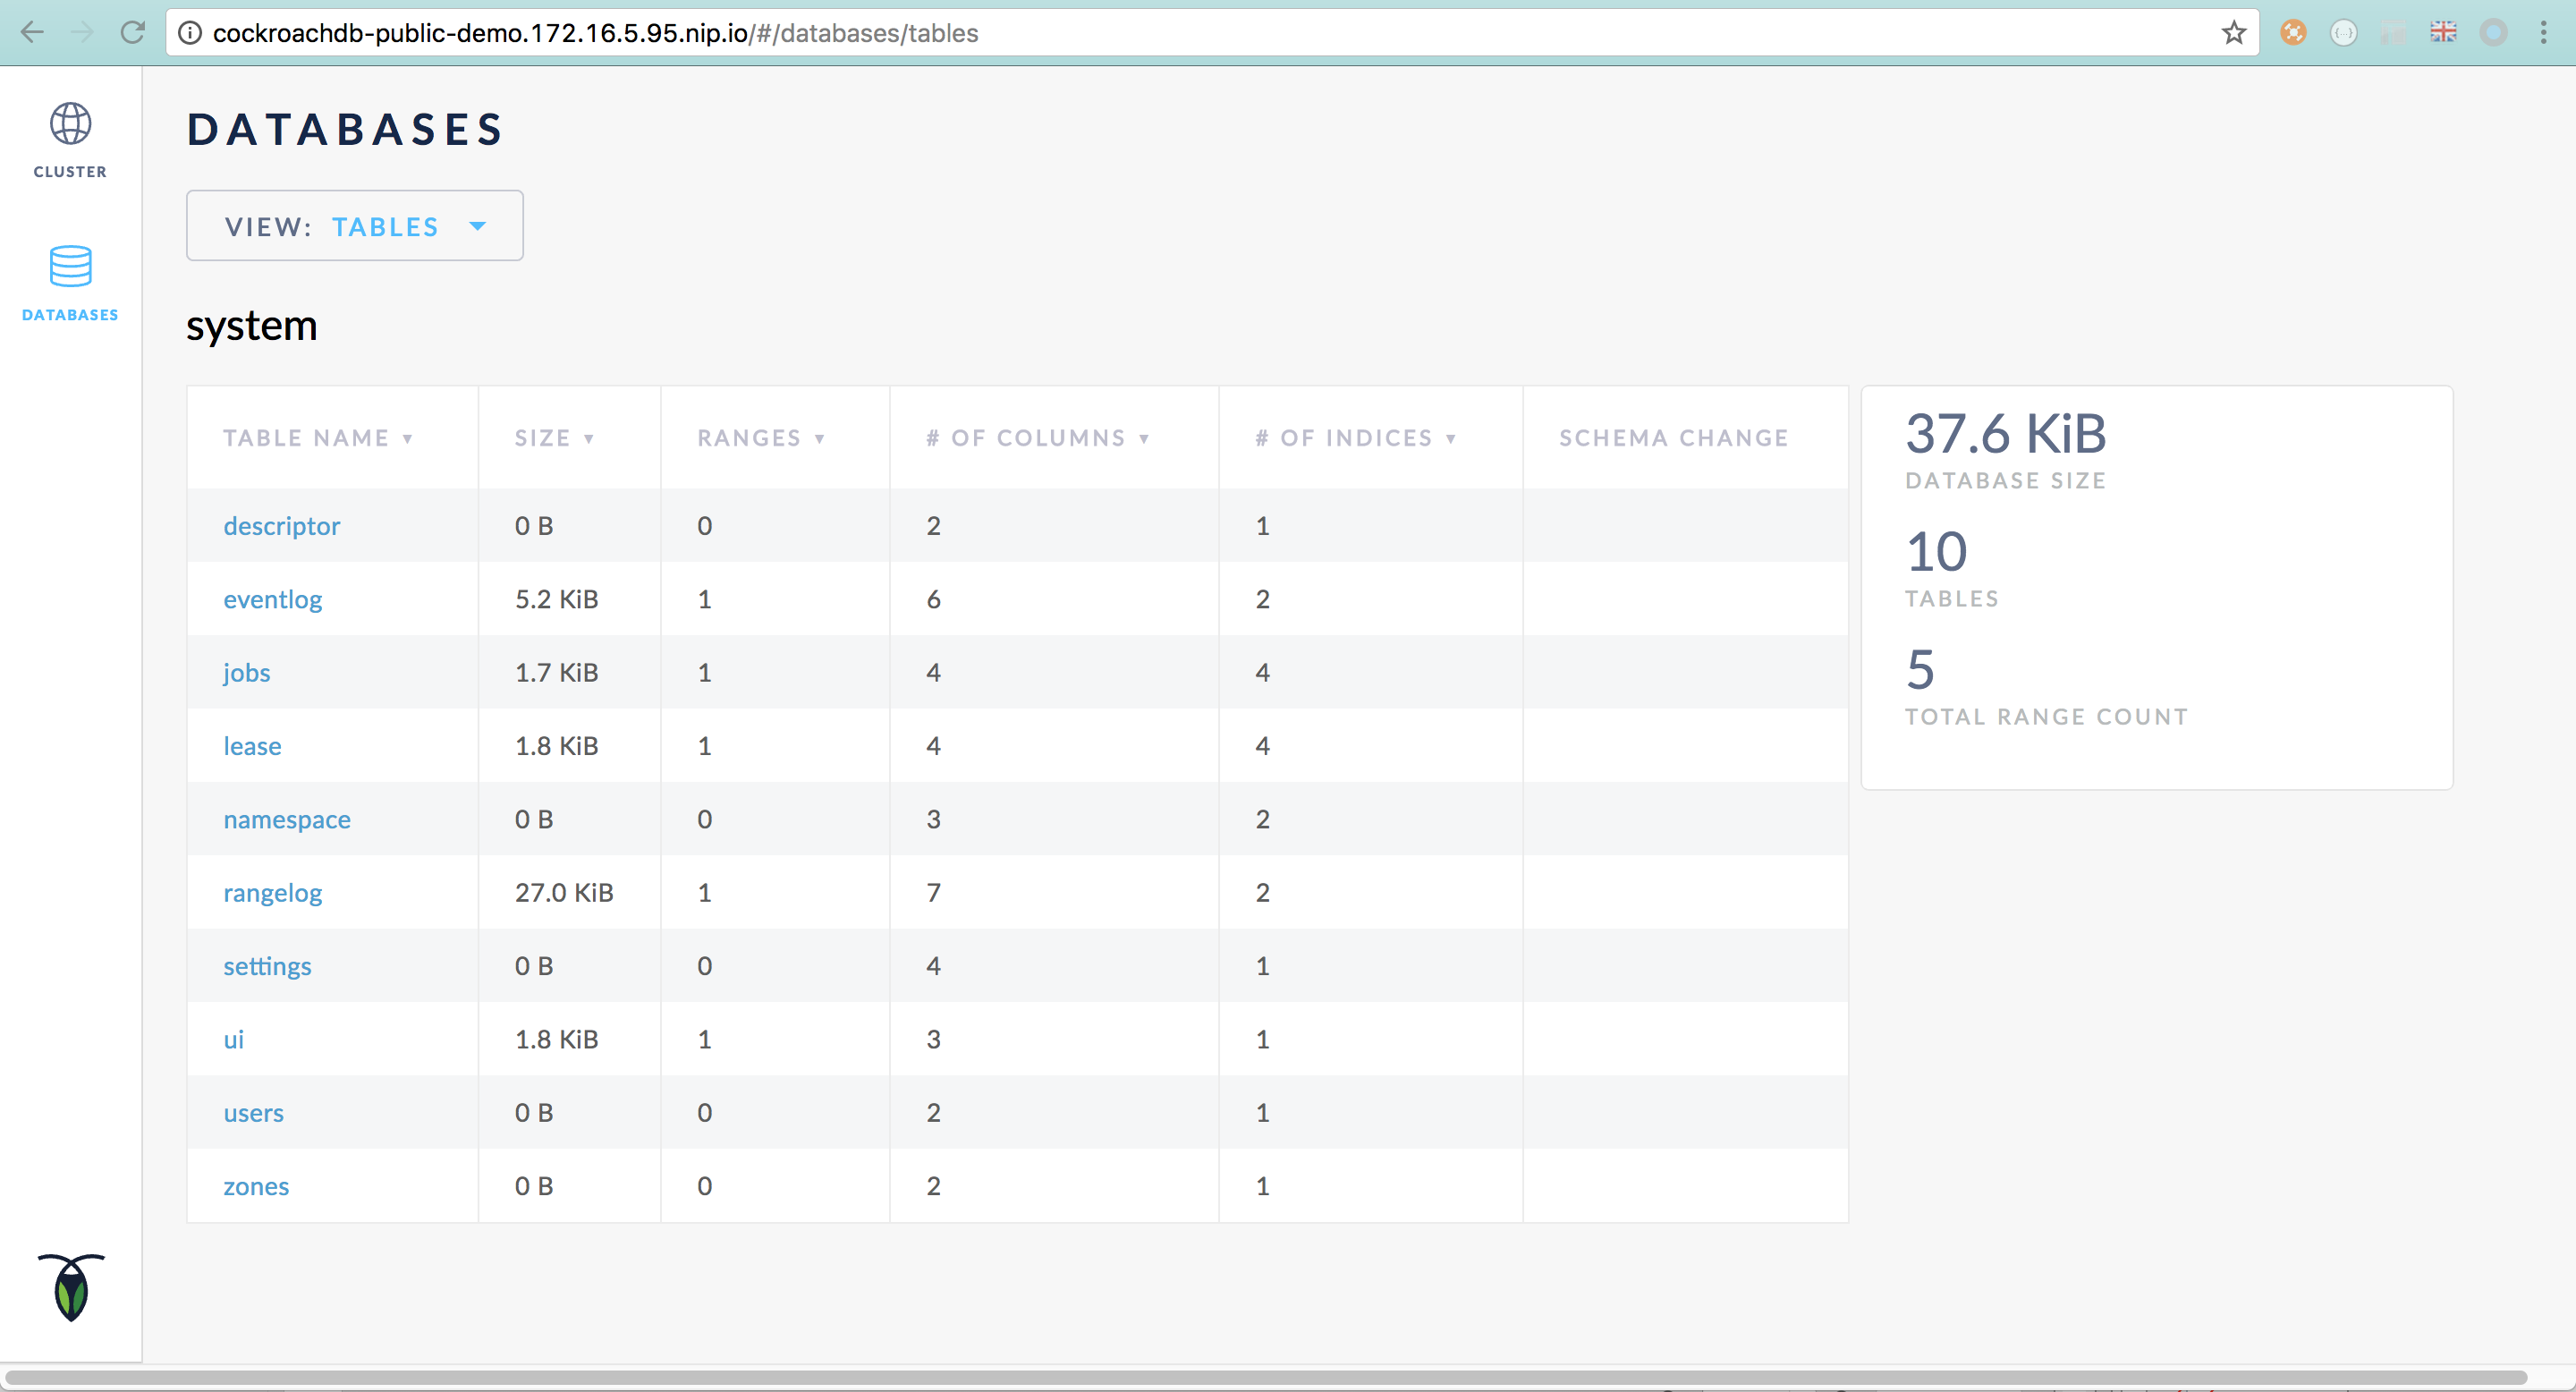 cockroachdb-public-demo.172.16.5.95.nip.io/#/databases/tables
CLUSTER
DATABASES
DATABASES
VIEW: TABLES
system
TABLE NAME ▼ SIZE ▼ RANGES ▼ # OF COLUMNS ▼ # OF INDICES ▼ SCHEMA CHANGE
descriptor 0 B 0 2 1
eventlog 5.2 KiB 1 6 2
jobs 1.7 KiB 1 4 4
lease 1.8 KiB 1 4 4
namespace 0 B 0 3 2
rangelog 27.0 KiB 1 7 2
settings 0 B 0 4 1
ui 1.8 KiB 1 3 1
users 0 B 0 2 1
zones 0 B 0 2 1
37.6 KiB
DATABASE SIZE
10
TABLES
5
TOTAL RANGE COUNT